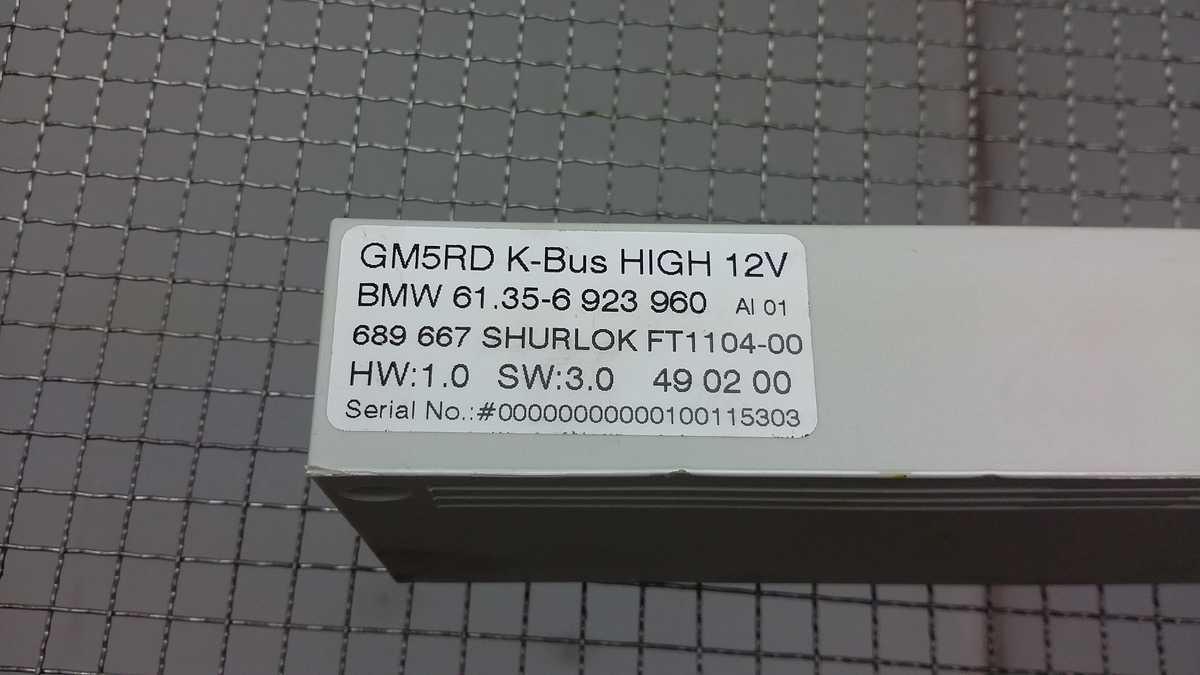 GM5RD K-Bus HIGH 12V
BMW 61.35-6 923 960 AI 01
689 667 SHURLOK FT1104-00
HW:1.0 SW:3.0 49 02 00
Serial No.:#00000000000100115303